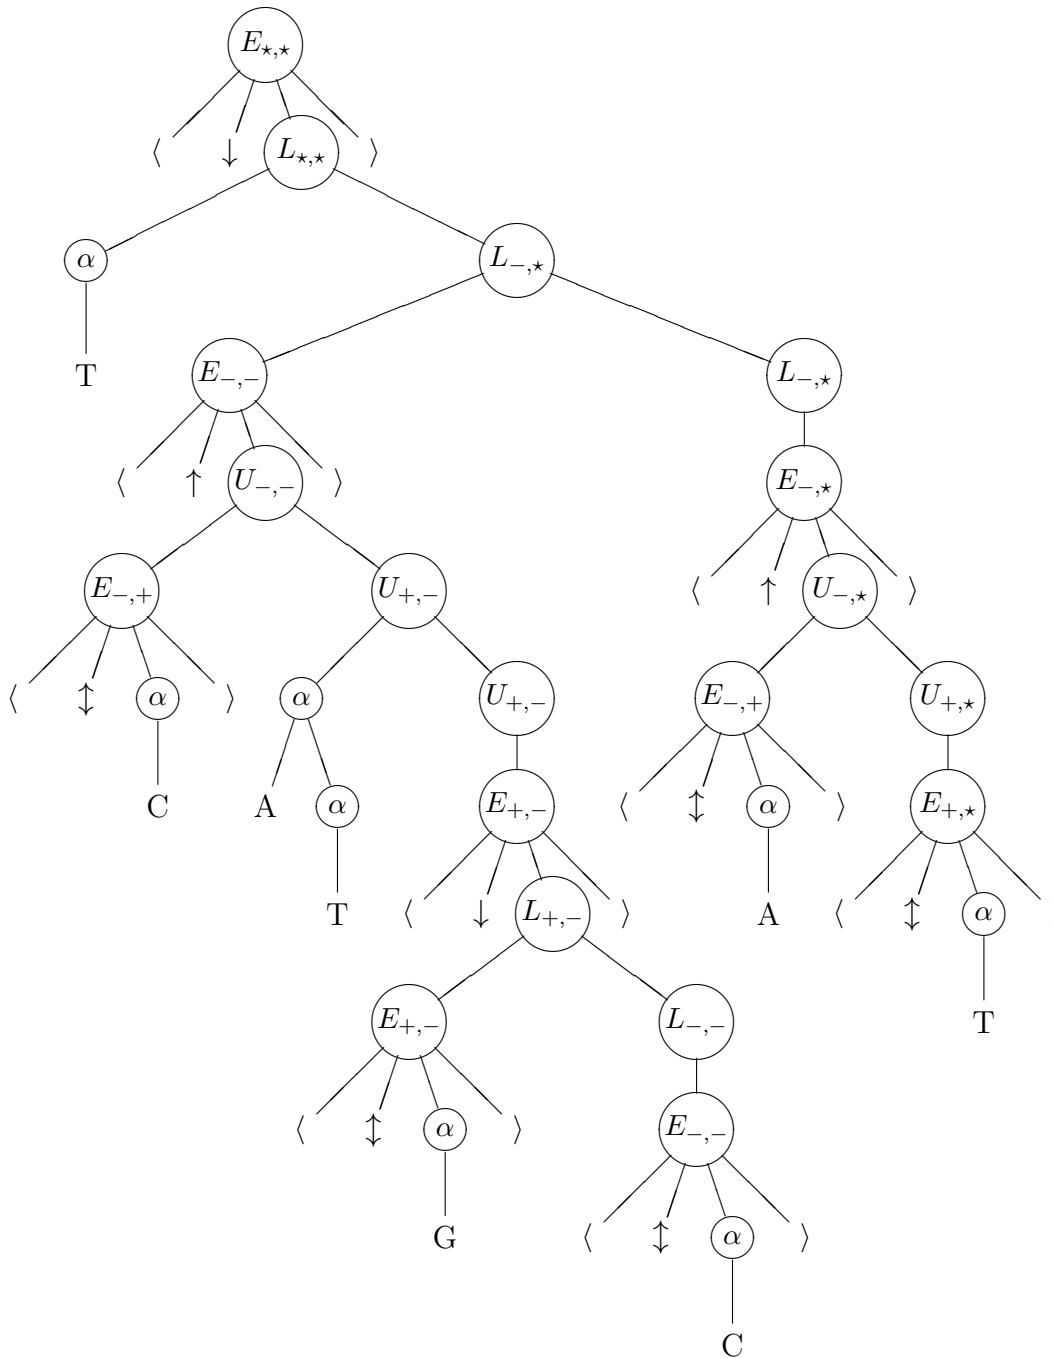 E⋆,⋆
⟨ ↓ L⋆,⋆ ⟩
α L−,⋆
T E−,− L−,⋆
⟨ ↑ U−,− ⟩ E−,⋆
E−,+ U+,− ⟨ ↑ U−,⋆ ⟩
⟨ ↕ α ⟩ α U+,− E−,+ U+,⋆
C A α E+,− ⟨ ↕ α ⟩ E+,⋆
T ⟨ ↓ L+,− ⟩ A ⟨ ↕ α
E+,− L−,− T
⟨ ↕ α ⟩ E−,−
G ⟨ ↕ α ⟩
C